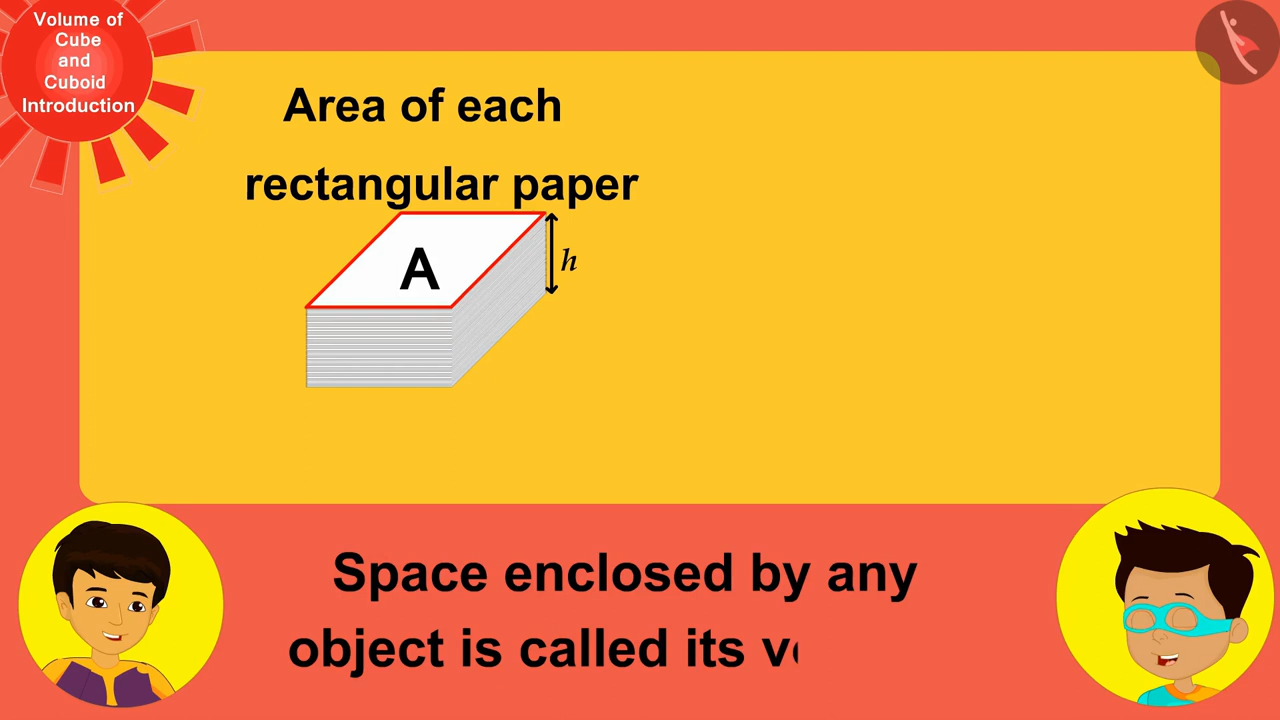 Volume of
Cube
and
Cuboid
Introduction
Area of each
rectangular paper
A
h
Space enclosed by any
object is called its